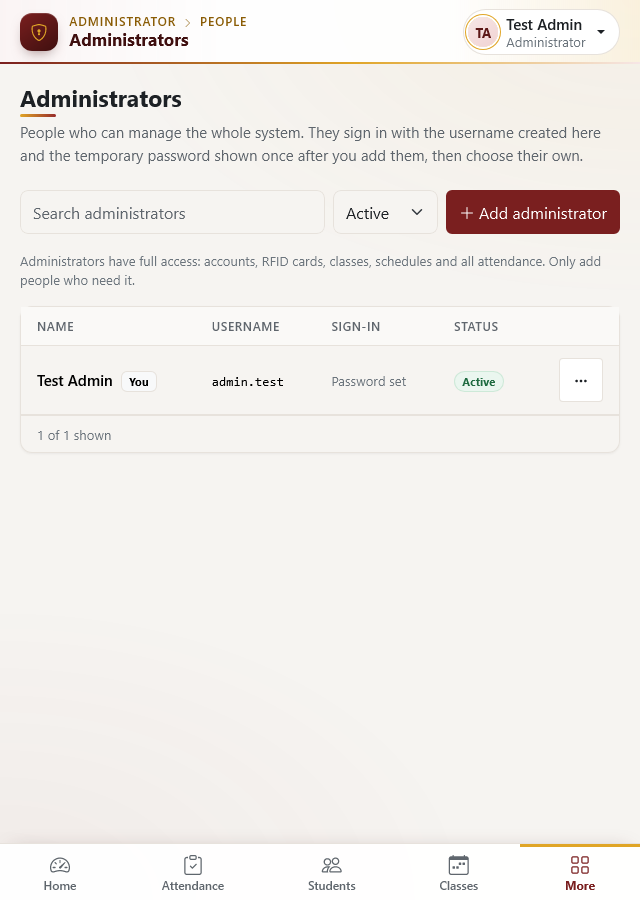 ADMINISTRATOR > PEOPLE
Administrators
TA
Test Admin
Administrator
Administrators
People who can manage the whole system. They sign in with the username created here
and the temporary password shown once after you add them, then choose their own.
Search administrators
Active
+ Add administrator
Administrators have full access: accounts, RFID cards, classes, schedules and all attendance. Only add
people who need it.
NAME USERNAME SIGN-IN STATUS
Test Admin You admin.test Password set Active ···
1 of 1 shown
Home Attendance Students Classes More